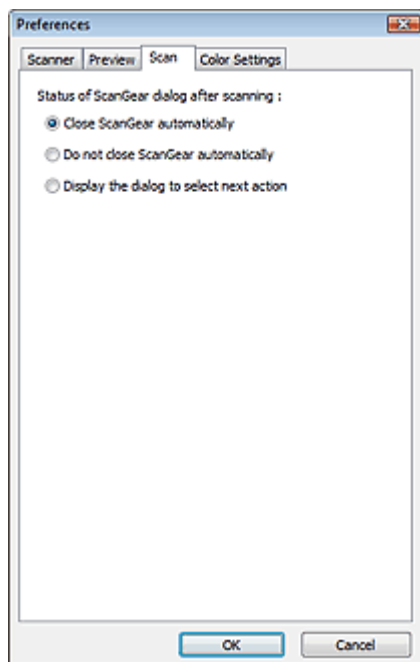 Preferences
Scanner Preview Scan Color Settings
Status of ScanGear dialog after scanning :
Close ScanGear automatically
Do not close ScanGear automatically
Display the dialog to select next action
OK Cancel